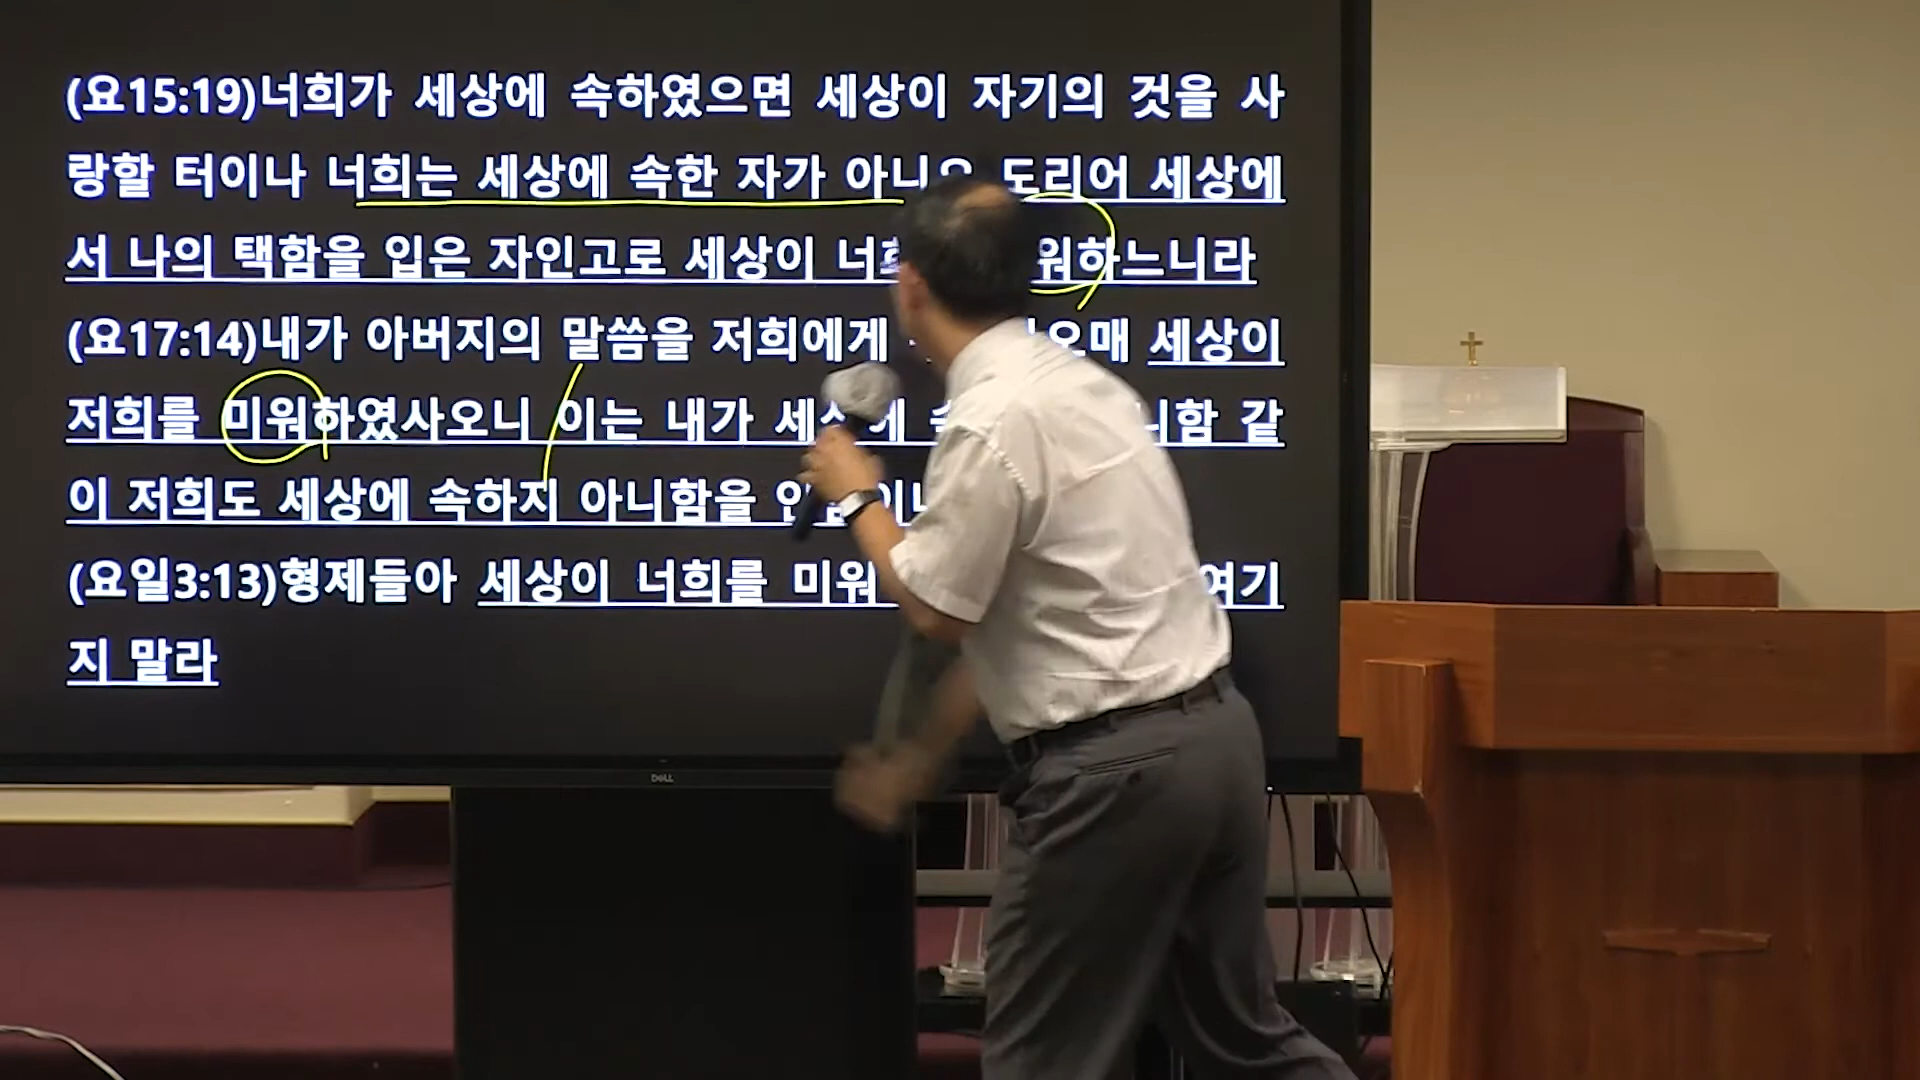 (요15:19)너희가 세상에 속하였으면 세상이 자기의 것을 사
랑할 터이나 너희는 세상에 속한 자가 아니요 도리어 세상에
서 나의 택함을 입은 자인고로 세상이 하느니라
(요17:14)내가 아버지의 말씀을 저희에게 세상이
저희를 미워하였사오니 이는 내가 같
이 저희도 세상에 속하지 아니함을
(요일3:13)형제들아 세상이 너희를 미워 여기
지 말라
DELL